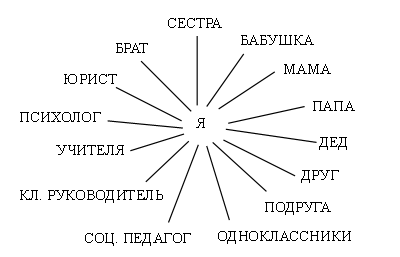 СЕСТРА
БАБУШКА
БРАТ
МАМА
ЮРИСТ
ПАПА
ПСИХОЛОГ
Я
ДЕД
УЧИТЕЛЯ
ДРУГ
КЛ. РУКОВОДИТЕЛЬ
ПОДРУГА
СОЦ. ПЕДАГОГ
ОДНОКЛАССНИКИ